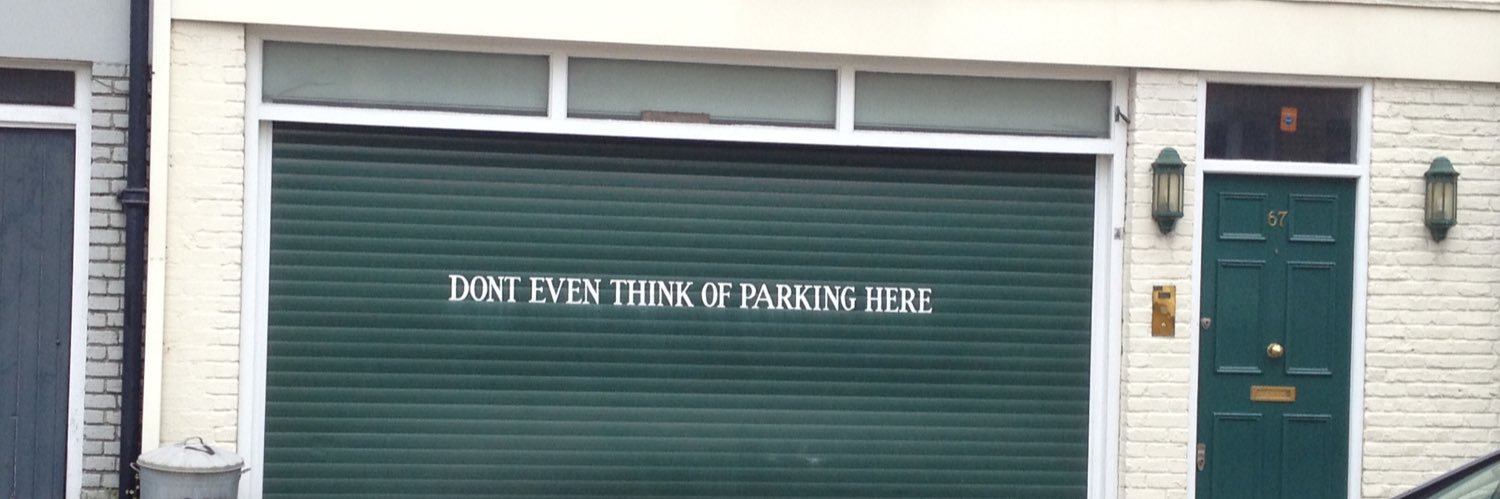 DONT EVEN THINK OF PARKING HERE
67